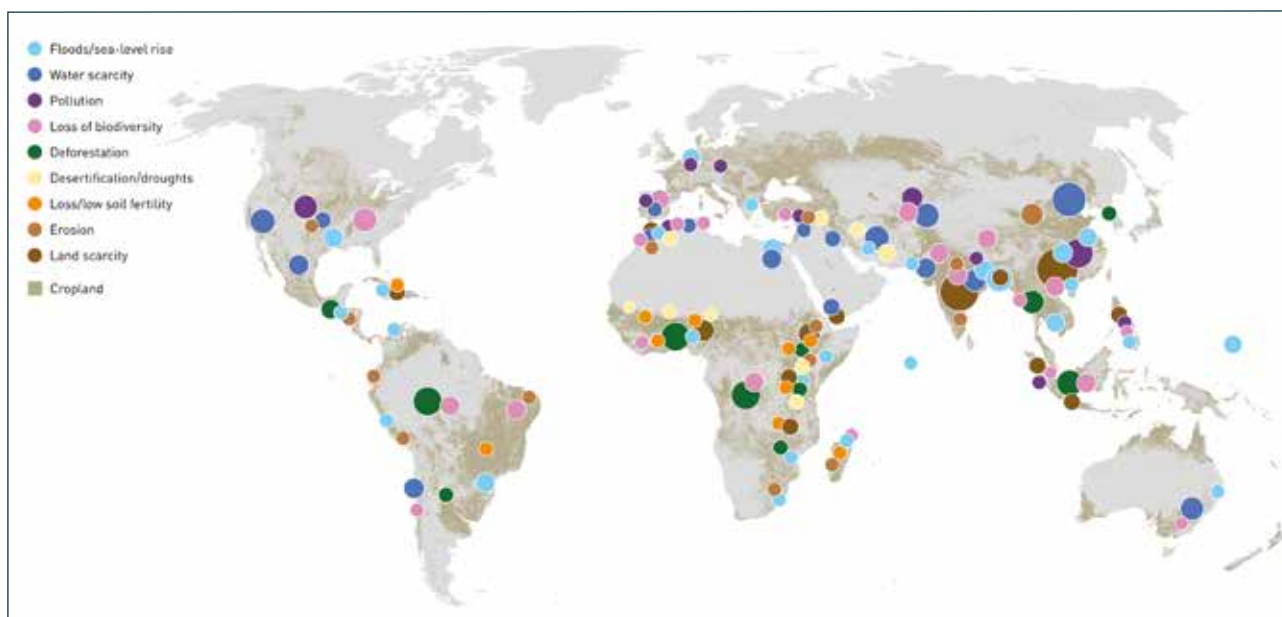 Floods/sea-level rise
Water scarcity
Pollution
Loss of biodiversity
Deforestation
Desertification/droughts
Loss/low soil fertility
Erosion
Land scarcity
Cropland